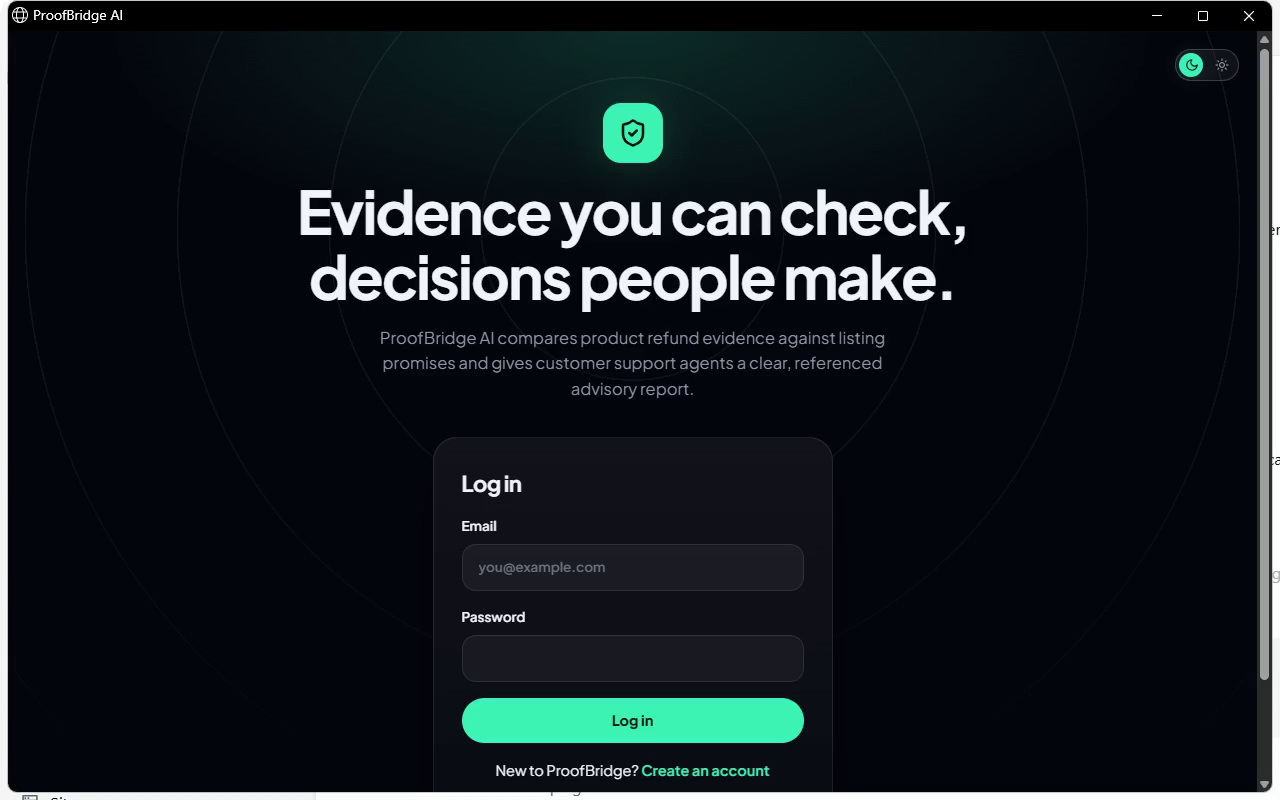 ProofBridge AI
Evidence you can check,
decisions people make.
ProofBridge AI compares product refund evidence against listing
promises and gives customer support agents a clear, referenced
advisory report.
Log in
Email
you@example.com
Password
Log in
New to ProofBridge? Create an account